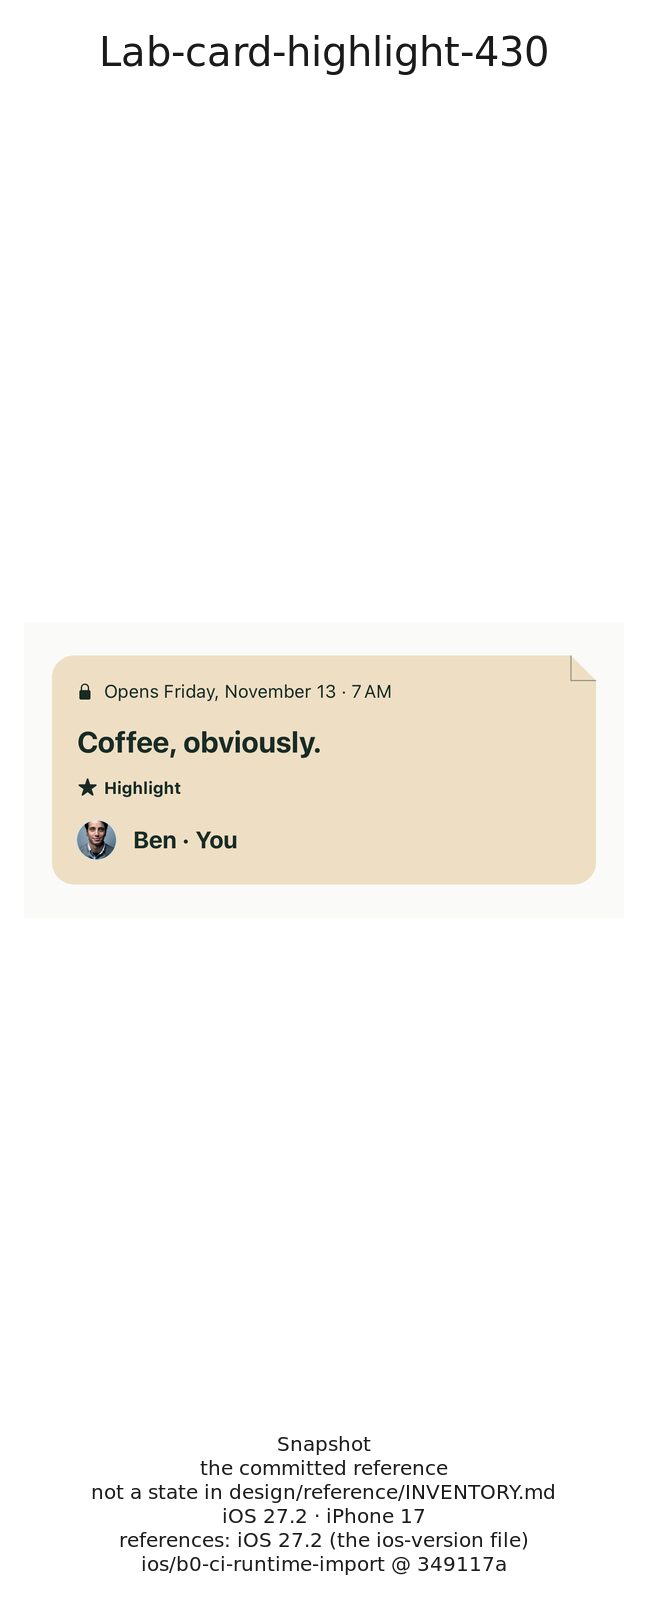 Lab-card-highlight-430
Opens Friday, November 13 · 7 AM
Coffee, obviously.
Highlight
Ben · You
Snapshot
the committed reference
not a state in design/reference/INVENTORY.md
iOS 27.2 · iPhone 17
references: iOS 27.2 (the ios-version file)
ios/b0-ci-runtime-import @ 349117a